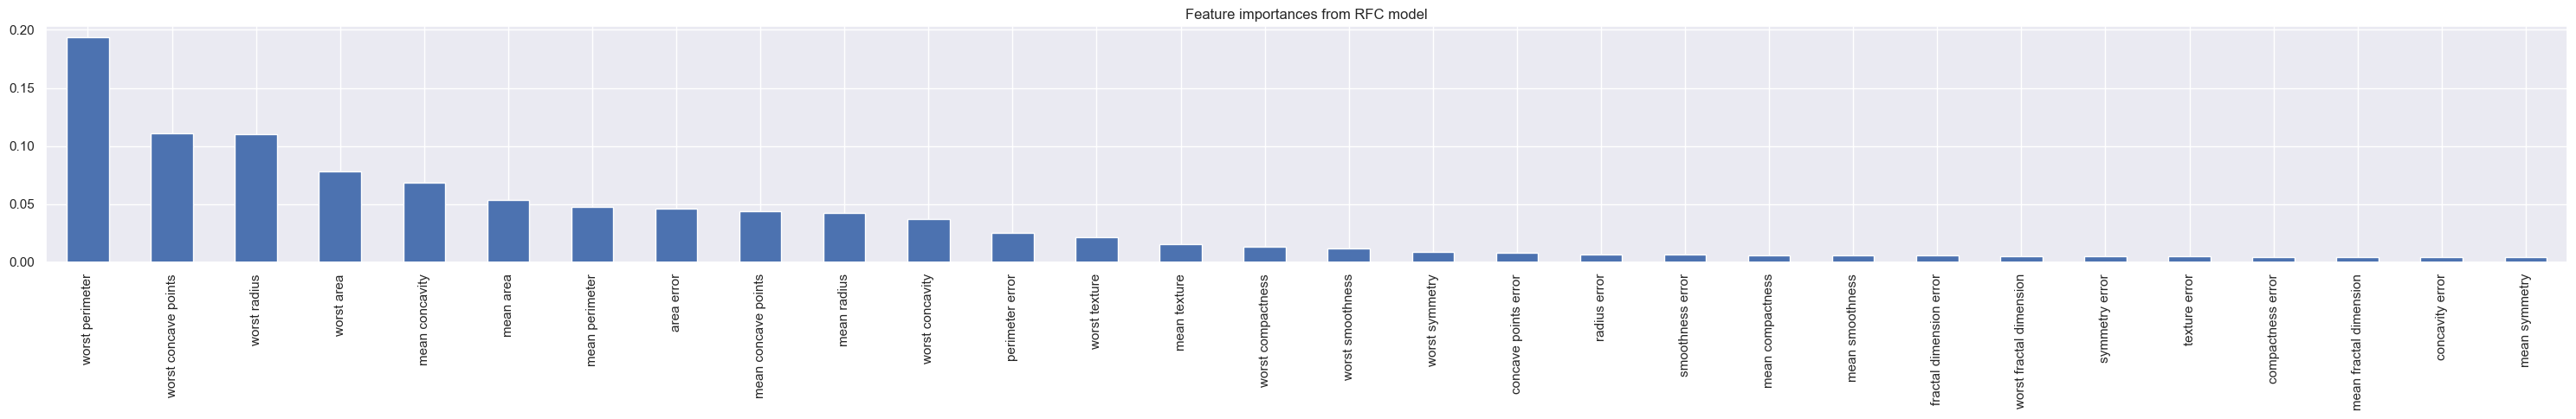 Feature importances from RFC model
0.20
0.15
0.10
0.05
0.00
worst perimeter
worst concave points
worst radius
worst area
mean concavity
mean area
mean perimeter
area error
mean concave points
mean radius
worst concavity
perimeter error
worst texture
mean texture
worst compactness
worst smoothness
worst symmetry
concave points error
radius error
smoothness error
mean compactness
mean smoothness
fractal dimension error
worst fractal dimension
symmetry error
texture error
compactness error
mean fractal dimension
concavity error
mean symmetry